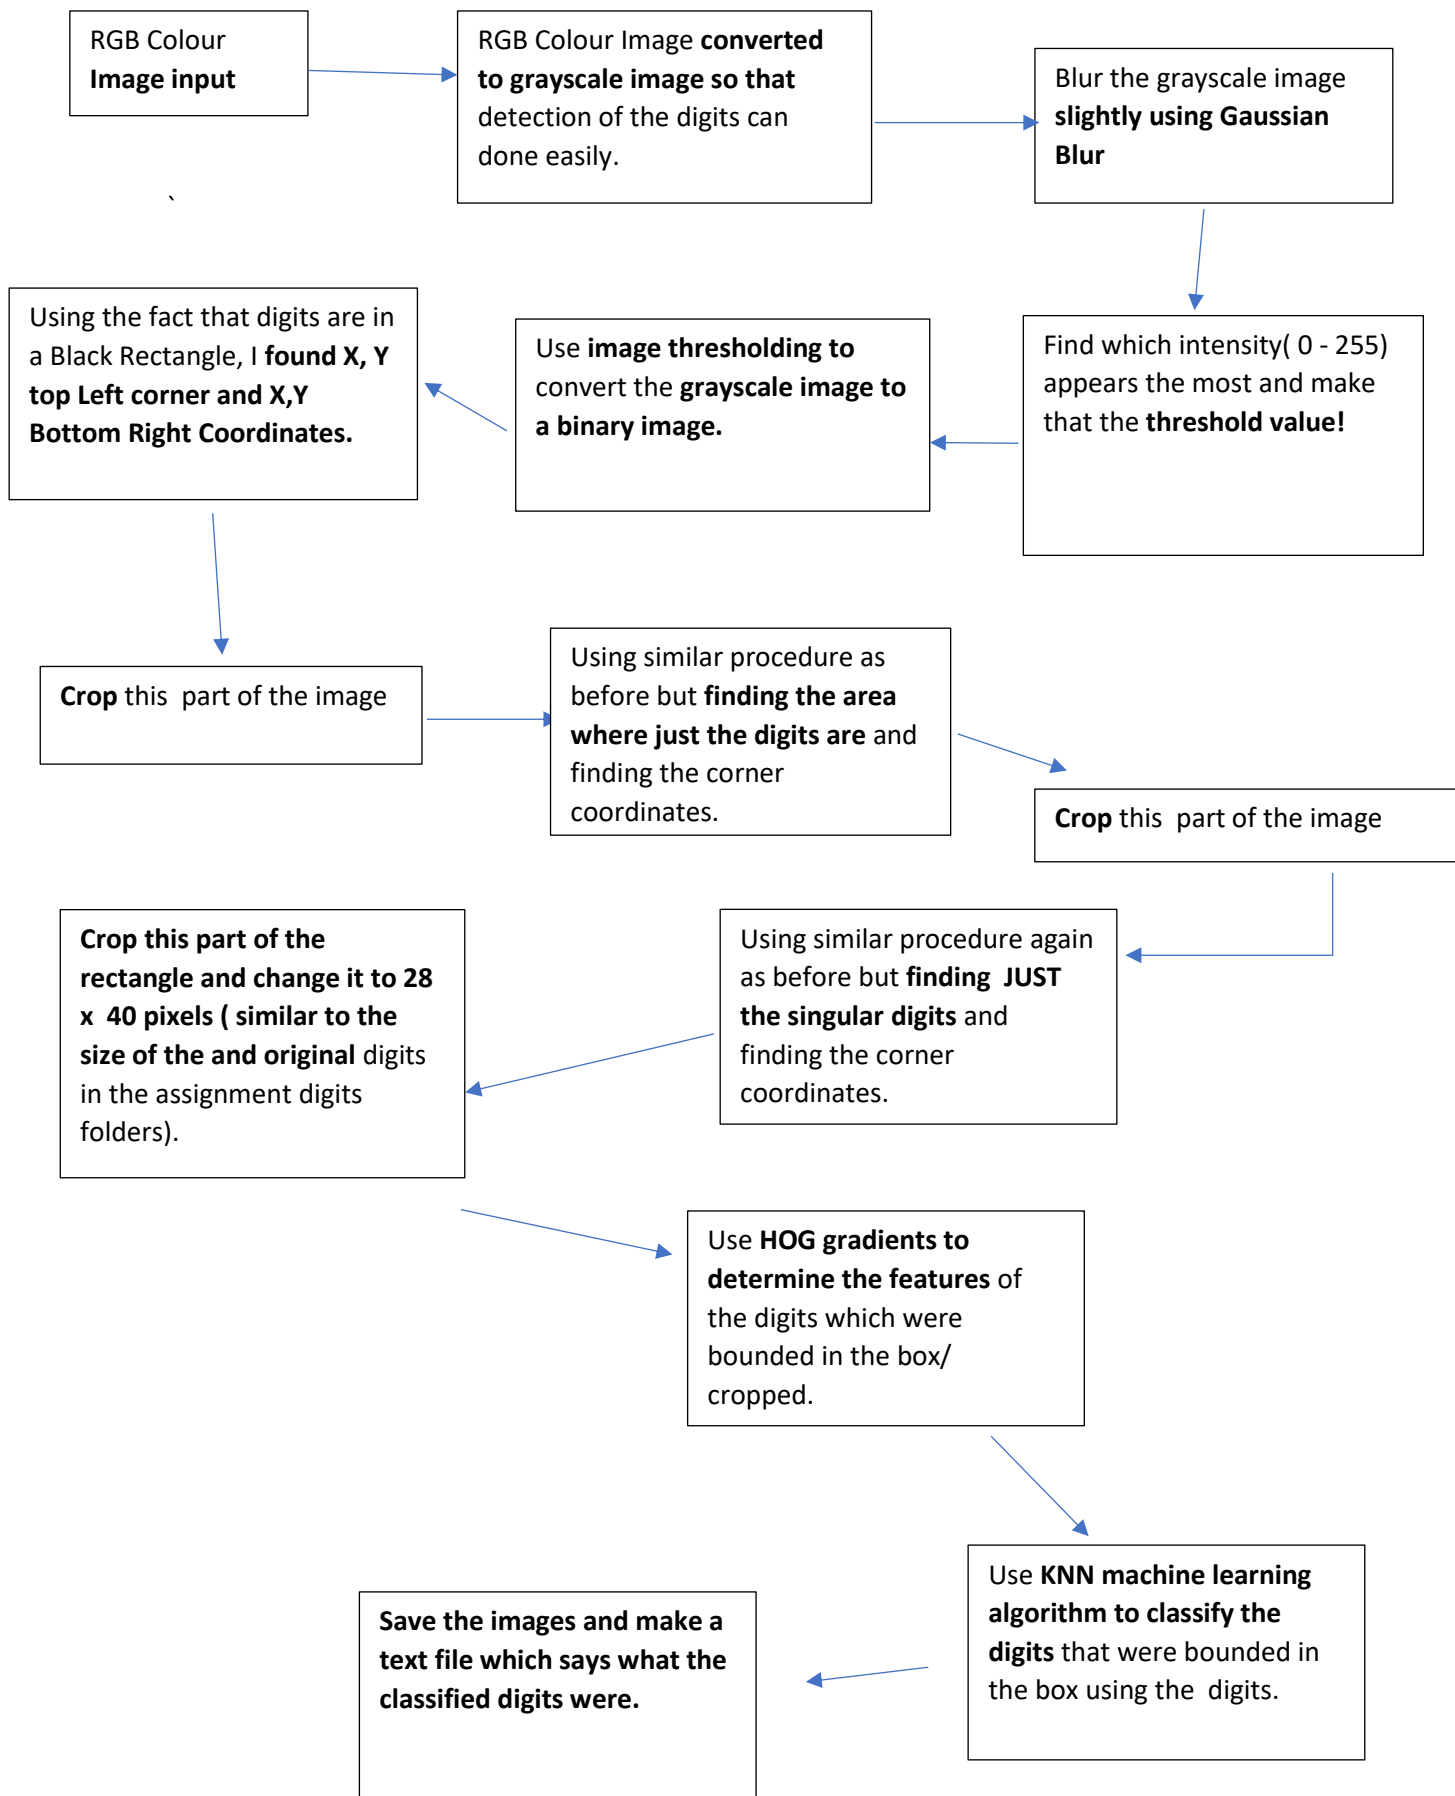 RGB Colour
Image input
RGB Colour Image converted
to grayscale image so that
detection of the digits can
done easily.
Blur the grayscale image
slightly using Gaussian
Blur
`
Find which intensity( 0 - 255)
appears the most and make
that the threshold value!
Use image thresholding to
convert the grayscale image to
a binary image.
Using the fact that digits are in
a Black Rectangle, I found X, Y
top Left corner and X,Y
Bottom Right Coordinates.
Crop this  part of the image
Using similar procedure as
before but finding the area
where just the digits are and
finding the corner
coordinates.
Crop this  part of the image
Using similar procedure again
as before but finding  JUST
the singular digits and
finding the corner
coordinates.
Crop this part of the
rectangle and change it to 28
x  40 pixels ( similar to the
size of the and original digits
in the assignment digits
folders).
Use HOG gradients to
determine the features of
the digits which were
bounded in the box/
cropped.
Use KNN machine learning
algorithm to classify the
digits that were bounded in
the box using the  digits.
Save the images and make a
text file which says what the
classified digits were.